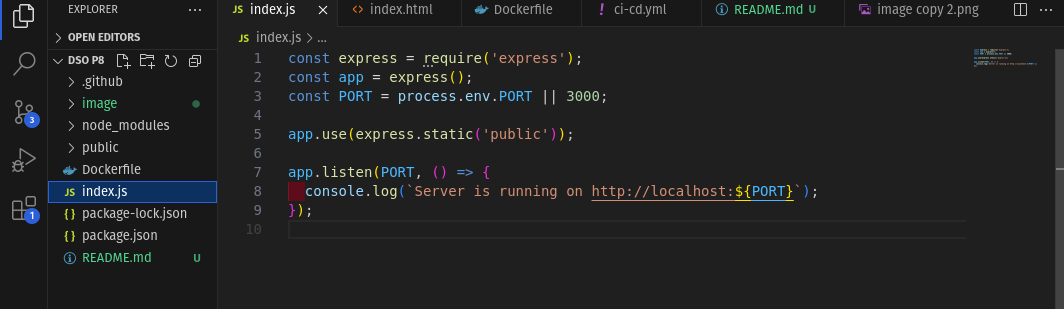 EXPLORER
index.js
index.html
Dockerfile
ci-cd.yml
README.md U
image copy 2.png
OPEN EDITORS
DSO P8
.github
image
node_modules
public
Dockerfile
JS index.js
{ } package-lock.json
{ } package.json
README.md U
3
1
JS index.js > ...
1 const express = require('express');
2 const app = express();
3 const PORT = process.env.PORT || 3000;
4
5 app.use(express.static('public'));
6
7 app.listen(PORT, () => {
8 console.log(`Server is running on http://localhost:${PORT}`);
9 });
10